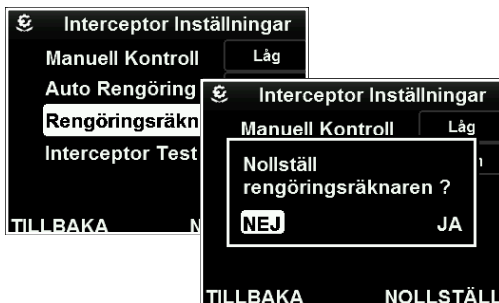 Interceptor Inställningar
Manuell Kontroll Låg
Auto Rengöring
Rengöringsräkn
Interceptor Test
TILLBAKA N
Interceptor Inställningar
Manuell Kontroll Låg
Nollställ
rengöringsräknaren ?
NEJ JA
TILLBAKA NOLLSTÄLL